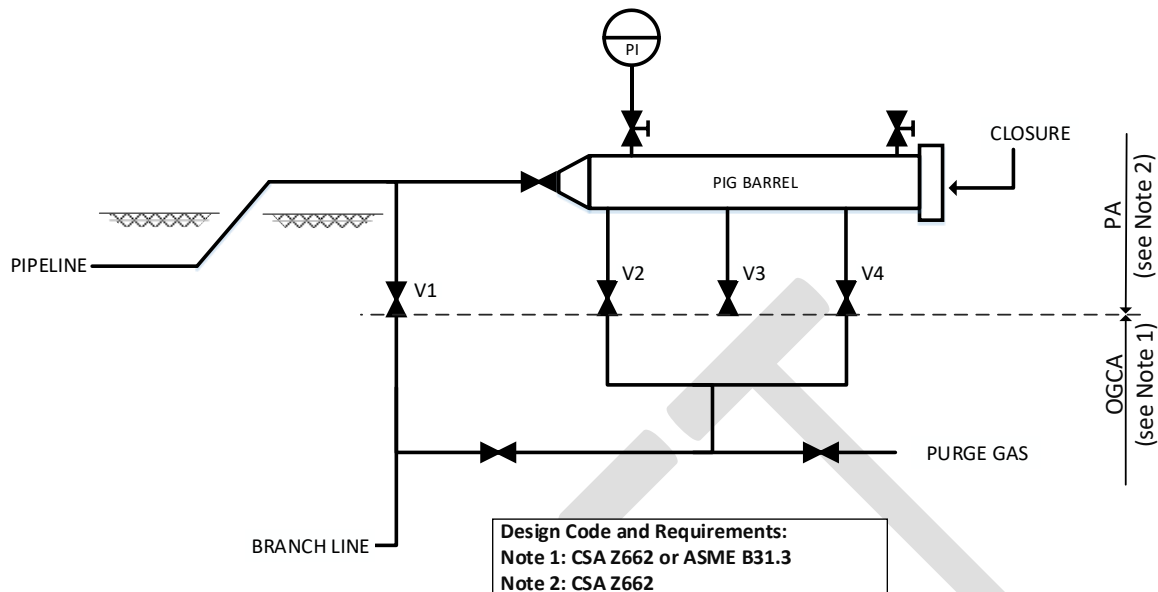 PI
CLOSURE
PIG BARREL
PA
(see Note 2)
PIPELINE
V1
V2
V3
V4
OGCA
(see Note 1)
PURGE GAS
BRANCH LINE
Design Code and Requirements:
Note 1: CSA Z662 or ASME B31.3
Note 2: CSA Z662